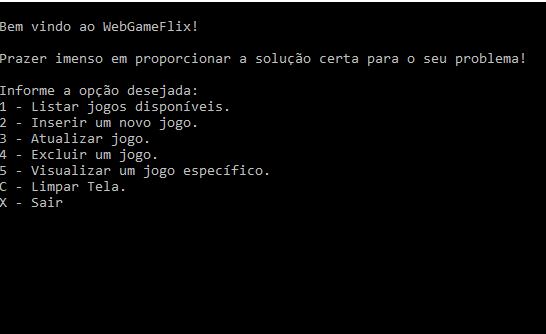 Bem vindo ao WebGameFlix!
Prazer imenso em proporcionar a solução certa para o seu problema!
Informe a opção desejada:
1 - Listar jogos disponíveis.
2 - Inserir um novo jogo.
3 - Atualizar jogo.
4 - Excluir um jogo.
5 - Visualizar um jogo específico.
C - Limpar Tela.
X - Sair